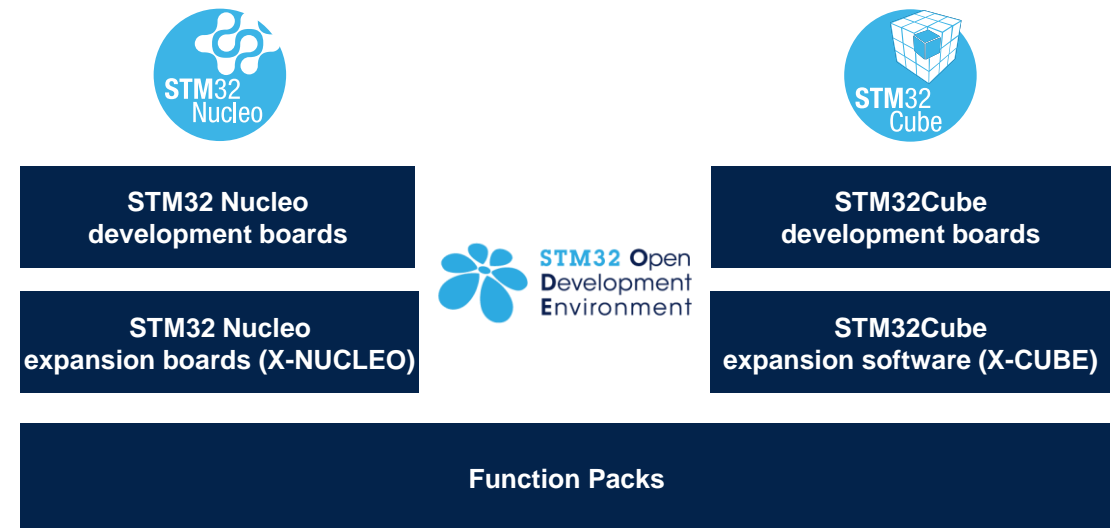 STM32
Nucleo
STM32
Cube
STM32 Nucleo
development boards
STM32Cube
development boards
STM32 Open
Development
Environment
STM32 Nucleo
expansion boards (X-NUCLEO)
STM32Cube
expansion software (X-CUBE)
Function Packs